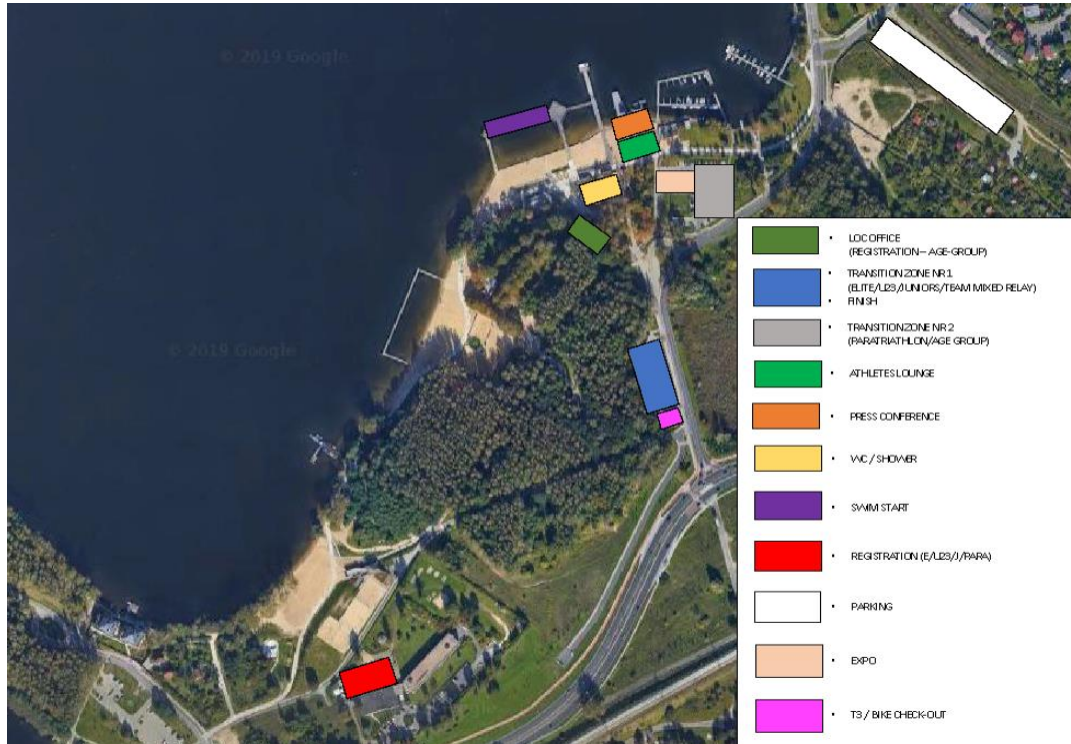 © 2019 Google
© 2019 Google
LOC OFFICE
(REGISTRATION – AGE-GROUP)
TRANSITION ZONE NR 1
(ELITE/U23/JUNIORS/TEAM MIXED RELAY)
FINISH
TRANSITION ZONE NR 2
(PARATRIATHLON/AGE GROUP)
ATHLETES LOUNGE
PRESS CONFERENCE
WC / SHOWER
SWIM START
REGISTRATION (E/U23/J/PARA)
PARKING
EXPO
T3 / BIKE CHECK-OUT